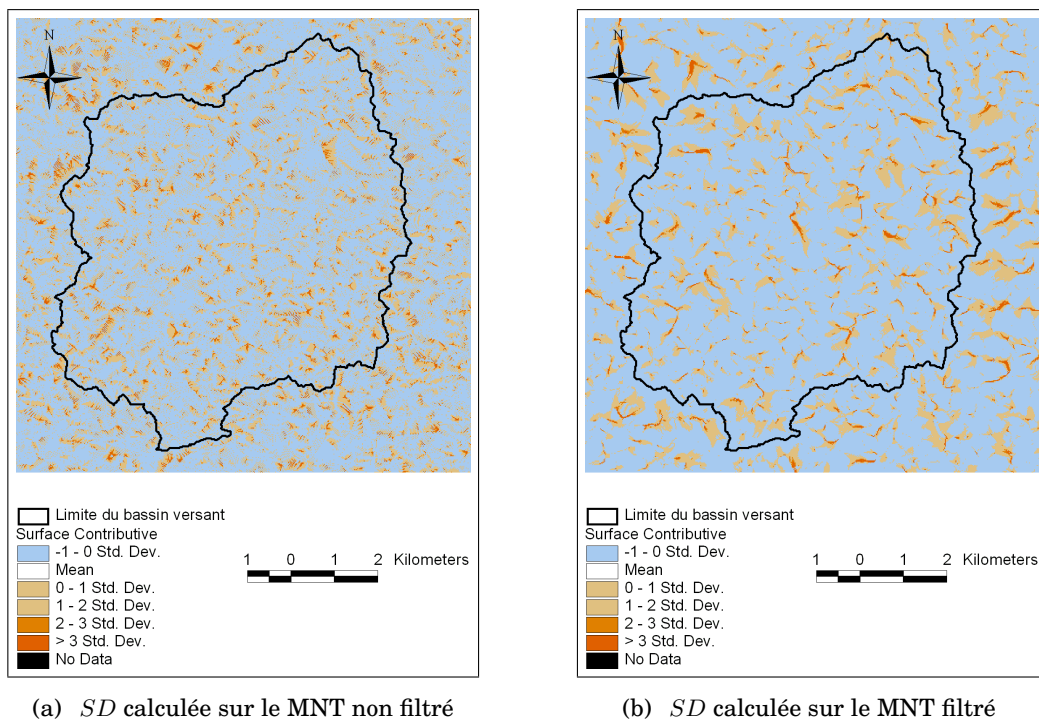 N
Limite du bassin versant
Surface Contributive
-1 - 0 Std. Dev.
Mean
0 - 1 Std. Dev.
1 - 2 Std. Dev.
2 - 3 Std. Dev.
> 3 Std. Dev.
No Data
1 0 1 2 Kilometers
(a) SD calculée sur le MNT non filtré
N
Limite du bassin versant
Surface Contributive
-1 - 0 Std. Dev.
Mean
0 - 1 Std. Dev.
1 - 2 Std. Dev.
2 - 3 Std. Dev.
> 3 Std. Dev.
No Data
1 0 1 2 Kilometers
(b) SD calculée sur le MNT filtré